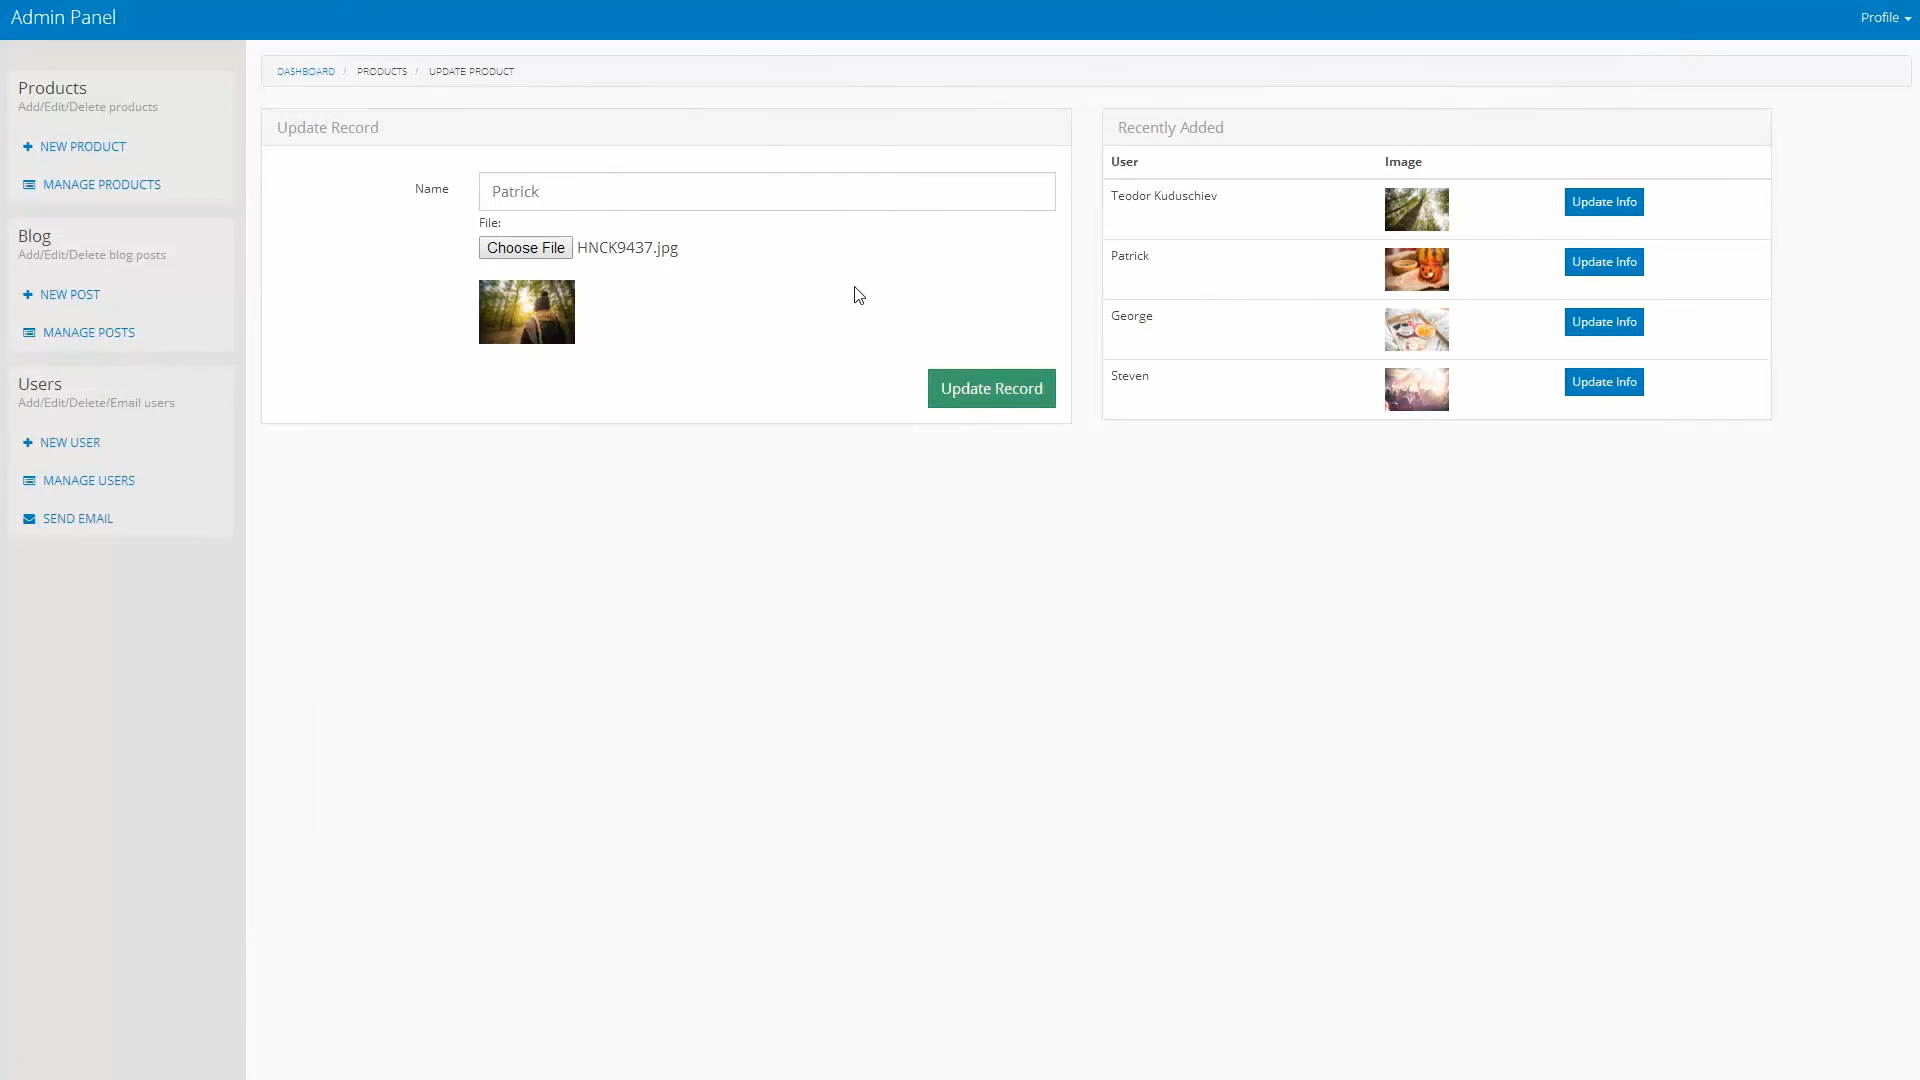 Admin Panel
Profile
Products
Add/Edit/Delete products
NEW PRODUCT
MANAGE PRODUCTS
Blog
Add/Edit/Delete blog posts
NEW POST
MANAGE POSTS
Users
Add/Edit/Delete/Email users
NEW USER
MANAGE USERS
SEND EMAIL
DASHBOARD / PRODUCTS / UPDATE PRODUCT
Update Record
Name
Patrick
File:
Choose File HNCK9437.jpg
Update Record
Recently Added
User Image
Teodor Kuduschiev Update Info
Patrick Update Info
George Update Info
Steven Update Info